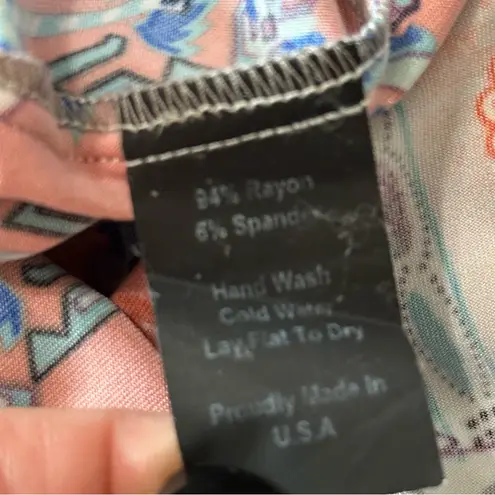 94% Rayon
6% Spandex
Hand Wash
Cold Water
Lay Flat To Dry
Proudly Made In
U.S.A